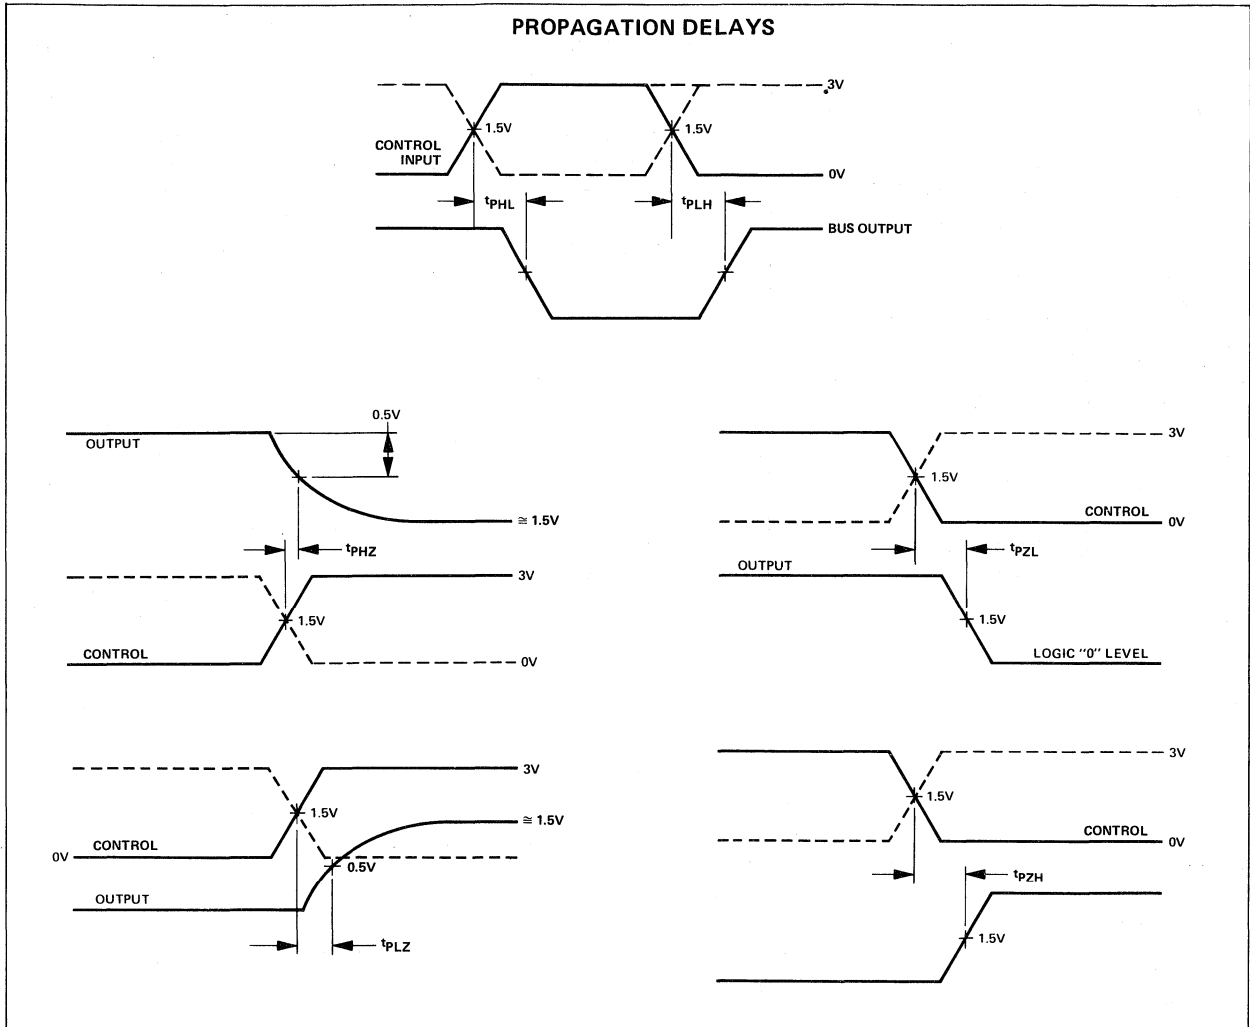 PROPAGATION DELAYS
3V
1.5V
1.5V
CONTROL
INPUT
0V
tPHL
tPLH
BUS OUTPUT
0.5V
OUTPUT
≅ 1.5V
tPHZ
3V
1.5V
CONTROL
0V
3V
1.5V
CONTROL
0V
tPZL
OUTPUT
1.5V
LOGIC "0" LEVEL
3V
1.5V
≅ 1.5V
0V
CONTROL
0.5V
OUTPUT
tPLZ
3V
1.5V
CONTROL
0V
tPZH
1.5V